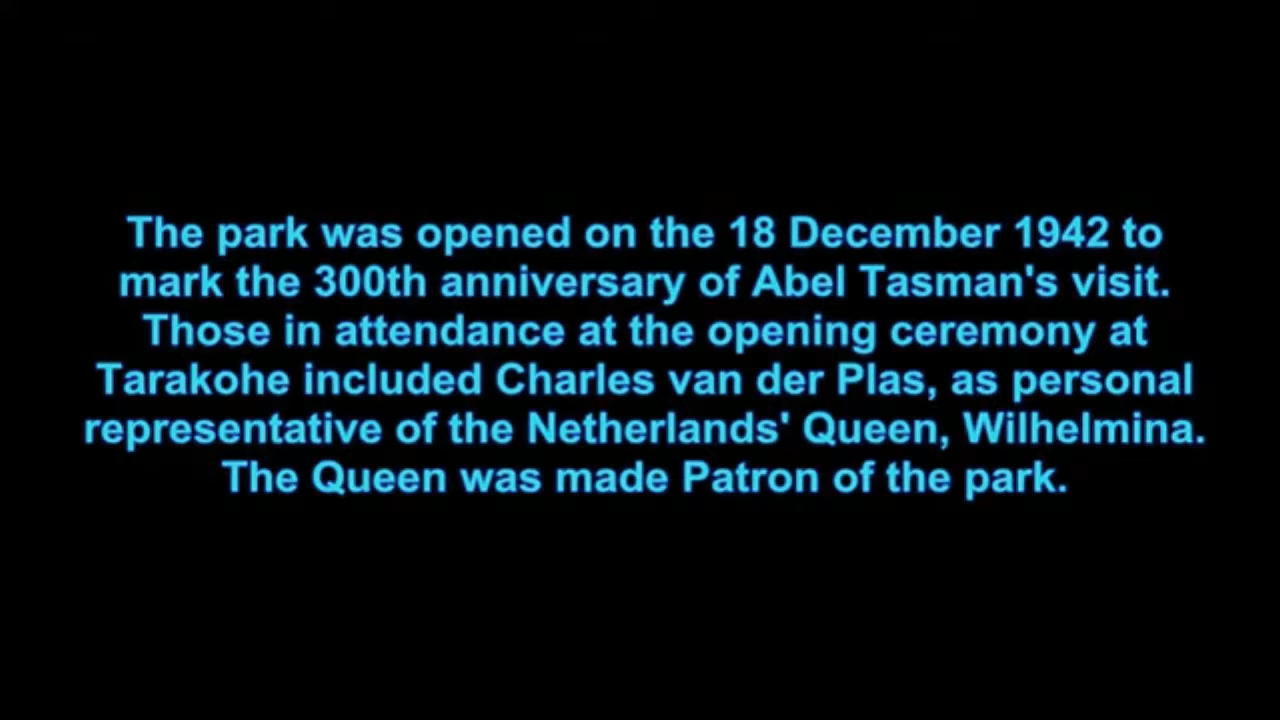 The park was opened on the 18 December 1942 to
mark the 300th anniversary of Abel Tasman's visit.
Those in attendance at the opening ceremony at
Tarakohe included Charles van der Plas, as personal
representative of the Netherlands' Queen, Wilhelmina.
The Queen was made Patron of the park.